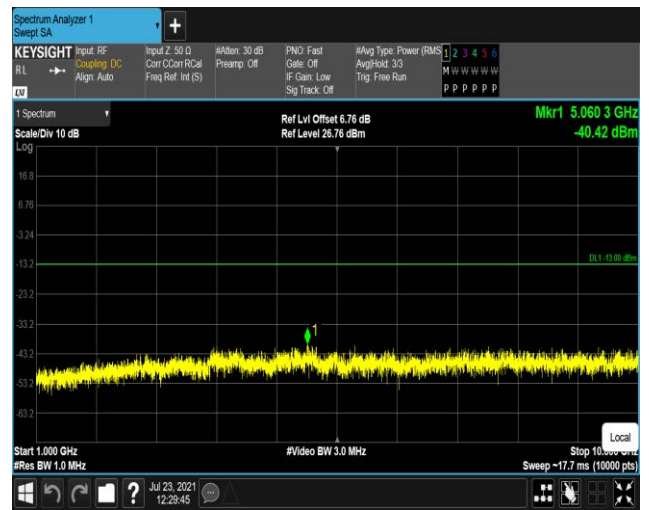 Spectrum Analyzer 1
Swept SA
+
KEYSIGHT
RL
LXI
Input: RF
Coupling: DC
Align: Auto
Input Z: 50 Ω
Corr CCorr RCal
Freq Ref: Int (S)
#Atten: 30 dB
Preamp: Off
PNO: Fast
Gate: Off
IF Gain: Low
Sig Track: Off
#Avg Type: Power (RMS
Avg|Hold: 3/3
Trig: Free Run
1 2 3 4 5 6
M W W W W W
P P P P P P
1 Spectrum
Scale/Div 10 dB
Log
Ref Lvl Offset 6.76 dB
Ref Level 26.76 dBm
Mkr1 5.060 3 GHz
-40.42 dBm
16.8
6.76
-3.24
-13.2
DL1 -13.00 dBm
-23.2
-33.2
1
-43.2
-53.2
-63.2
Local
Start 1.000 GHz
#Res BW 1.0 MHz
#Video BW 3.0 MHz
Stop 10.000 GHz
Sweep ~17.7 ms (10000 pts)
?
Jul 23, 2021
12:29:45